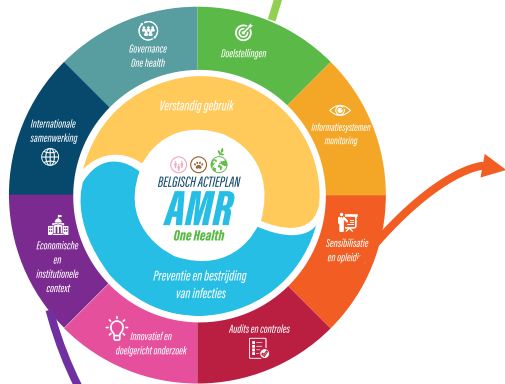 Governance
One health
Doelstellingen
Informatiesystemen
monitoring
Sensibilisatie
en opleid
Audits en controles
Innovatief en
doelgericht onderzoek
Economische
en
institutionele
context
Internationale
samenwerking
Verstandig gebruik
BELGISCH ACTIEPLAN
AMR
One Health
Preventie en bestrijding
van infecties